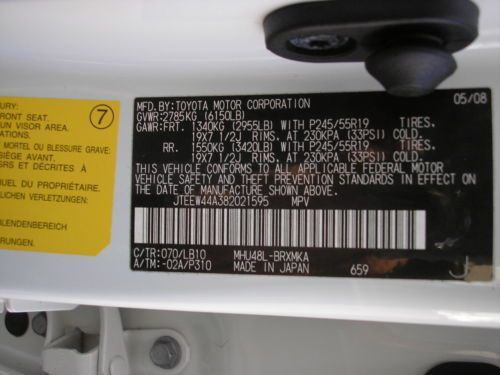 URY:
FRONT SEAT.
UN VISOR AREA
TIONS.
MORTEL OU BLESSURE GRAVE:
SIÈGE AVANT.
S ET DÉCRITES À
DU PROPRIÉTAIRE.
LICHEN VERLETZUNGEN:
LENDENBEREICH
RUNGEN.
7
MFD. BY:TOYOTA MOTOR CORPORATION 05/08
GVWR:2785KG (6150LB)
GAWR:FRT. 1340KG (2955LB) WITH P245/55R19 TIRES.
19X7 1/2J RIMS. AT 230KPA (33PSI) COLD.
RR. 1550KG (3420LB) WITH P245/55R19 TIRES.
19X7 1/2J RIMS. AT 230KPA (33PSI) COLD.
THIS VEHICLE CONFORMS TO ALL APPLICABLE FEDERAL MOTOR
VEHICLE SAFETY AND THEFT PREVENTION STANDARDS IN EFFECT
ON THE DATE OF MANUFACTURE SHOWN ABOVE.
JTEEW44A382021595 MPV
C/TR:070/LB10 MHU48L-BRXMKA
A/TM:-02A/P310 MADE IN JAPAN 659
J